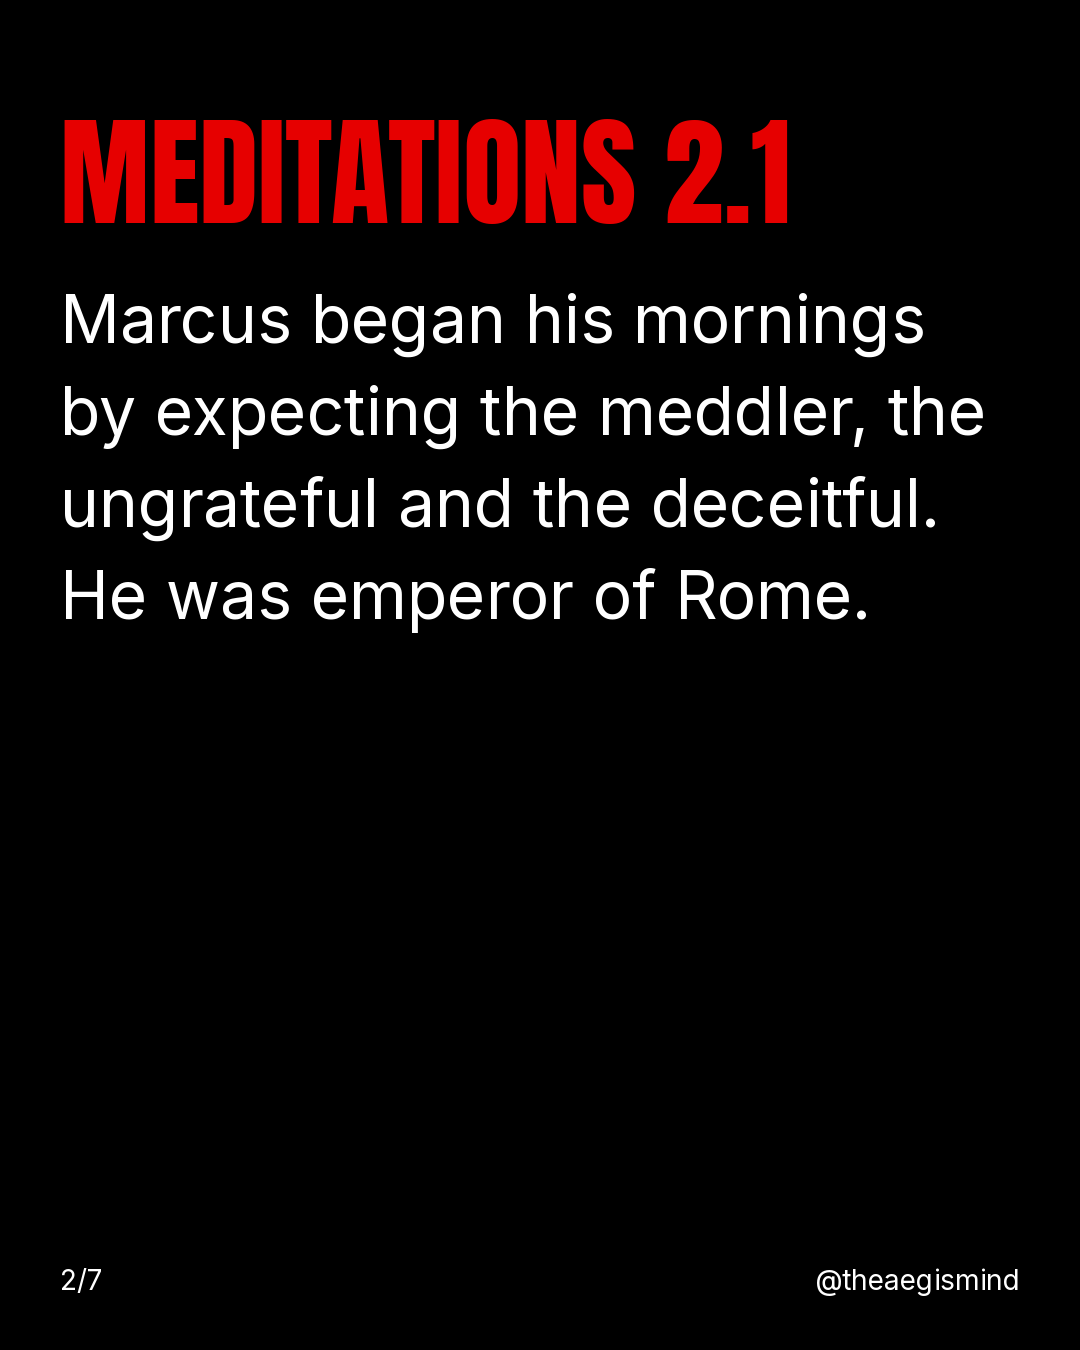 MEDITATIONS 2.1
Marcus began his mornings
by expecting the meddler, the
ungrateful and the deceitful.
He was emperor of Rome.
2/7
@theaegismind